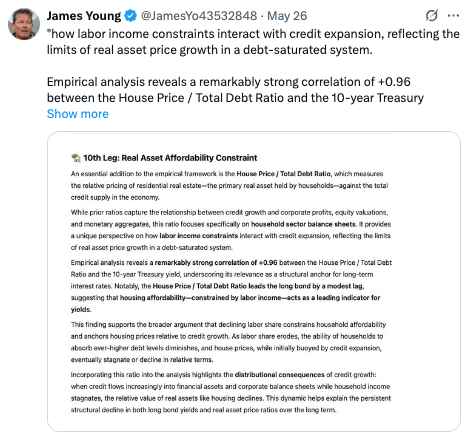 James Young @JamesYo43532848 · May 26
"how labor income constraints interact with credit expansion, reflecting the
limits of real asset price growth in a debt-saturated system.
Empirical analysis reveals a remarkably strong correlation of +0.96
between the House Price / Total Debt Ratio and the 10-year Treasury
Show more
10th Leg: Real Asset Affordability Constraint
An essential addition to the empirical framework is the House Price / Total Debt Ratio, which measures
the relative pricing of residential real estate—the primary real asset held by households—against the total
credit supply in the economy.
While prior ratios capture the relationship between credit growth and corporate profits, equity valuations,
and monetary aggregates, this ratio focuses specifically on household sector balance sheets. It provides
a unique perspective on how labor income constraints interact with credit expansion, reflecting the limits
of real asset price growth in a debt-saturated system.
Empirical analysis reveals a remarkably strong correlation of +0.96 between the House Price / Total Debt
Ratio and the 10-year Treasury yield, underscoring its relevance as a structural anchor for long-term
interest rates. Notably, the House Price / Total Debt Ratio leads the long bond by a modest lag,
suggesting that housing affordability—constrained by labor income—acts as a leading indicator for
yields.
This finding supports the broader argument that declining labor share constrains household affordability
and anchors housing prices relative to credit growth. As labor share erodes, the ability of households to
absorb ever-higher debt levels diminishes, and house prices, while initially buoyed by credit expansion,
eventually stagnate or decline in relative terms.
Incorporating this ratio into the analysis highlights the distributional consequences of credit growth:
when credit flows increasingly into financial assets and corporate balance sheets while household income
stagnates, the relative value of real assets like housing declines. This dynamic helps explain the persistent
structural decline in both long bond yields and real asset price ratios over the long term.